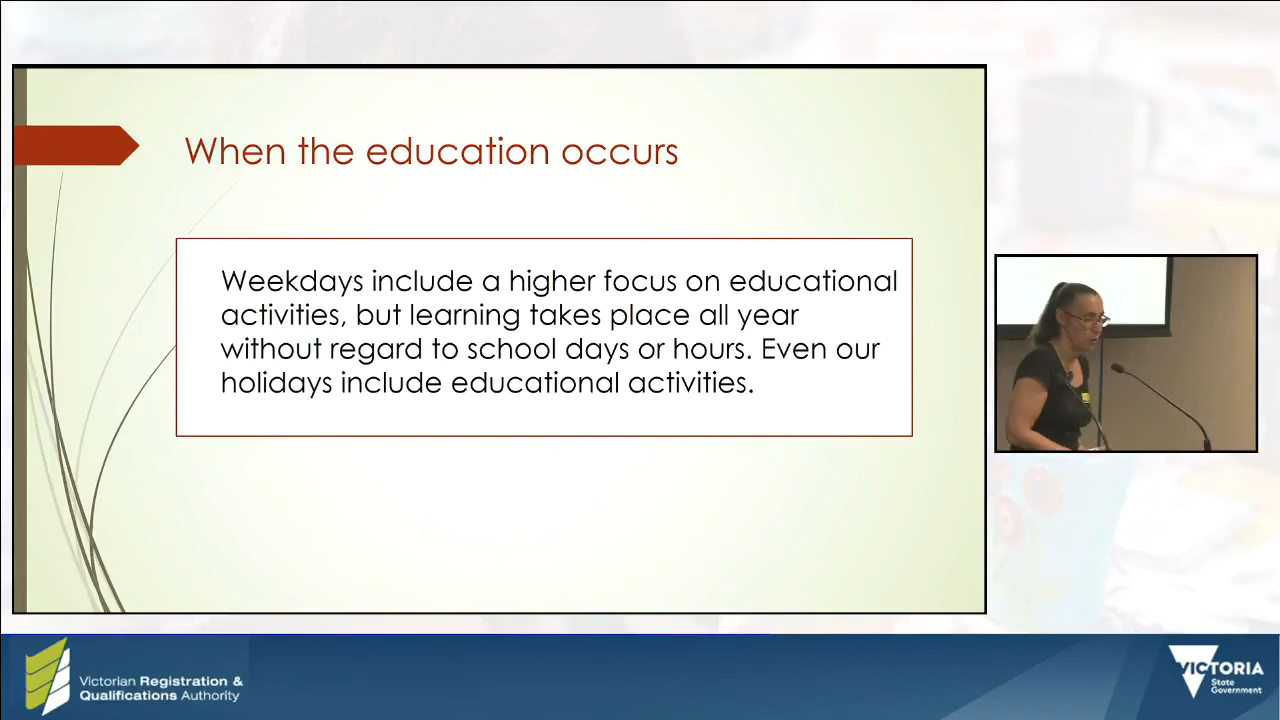 When the education occurs
Weekdays include a higher focus on educational
activities, but learning takes place all year
without regard to school days or hours. Even our
holidays include educational activities.
Victorian Registration &
Qualifications Authority
VICTORIA
State
Government